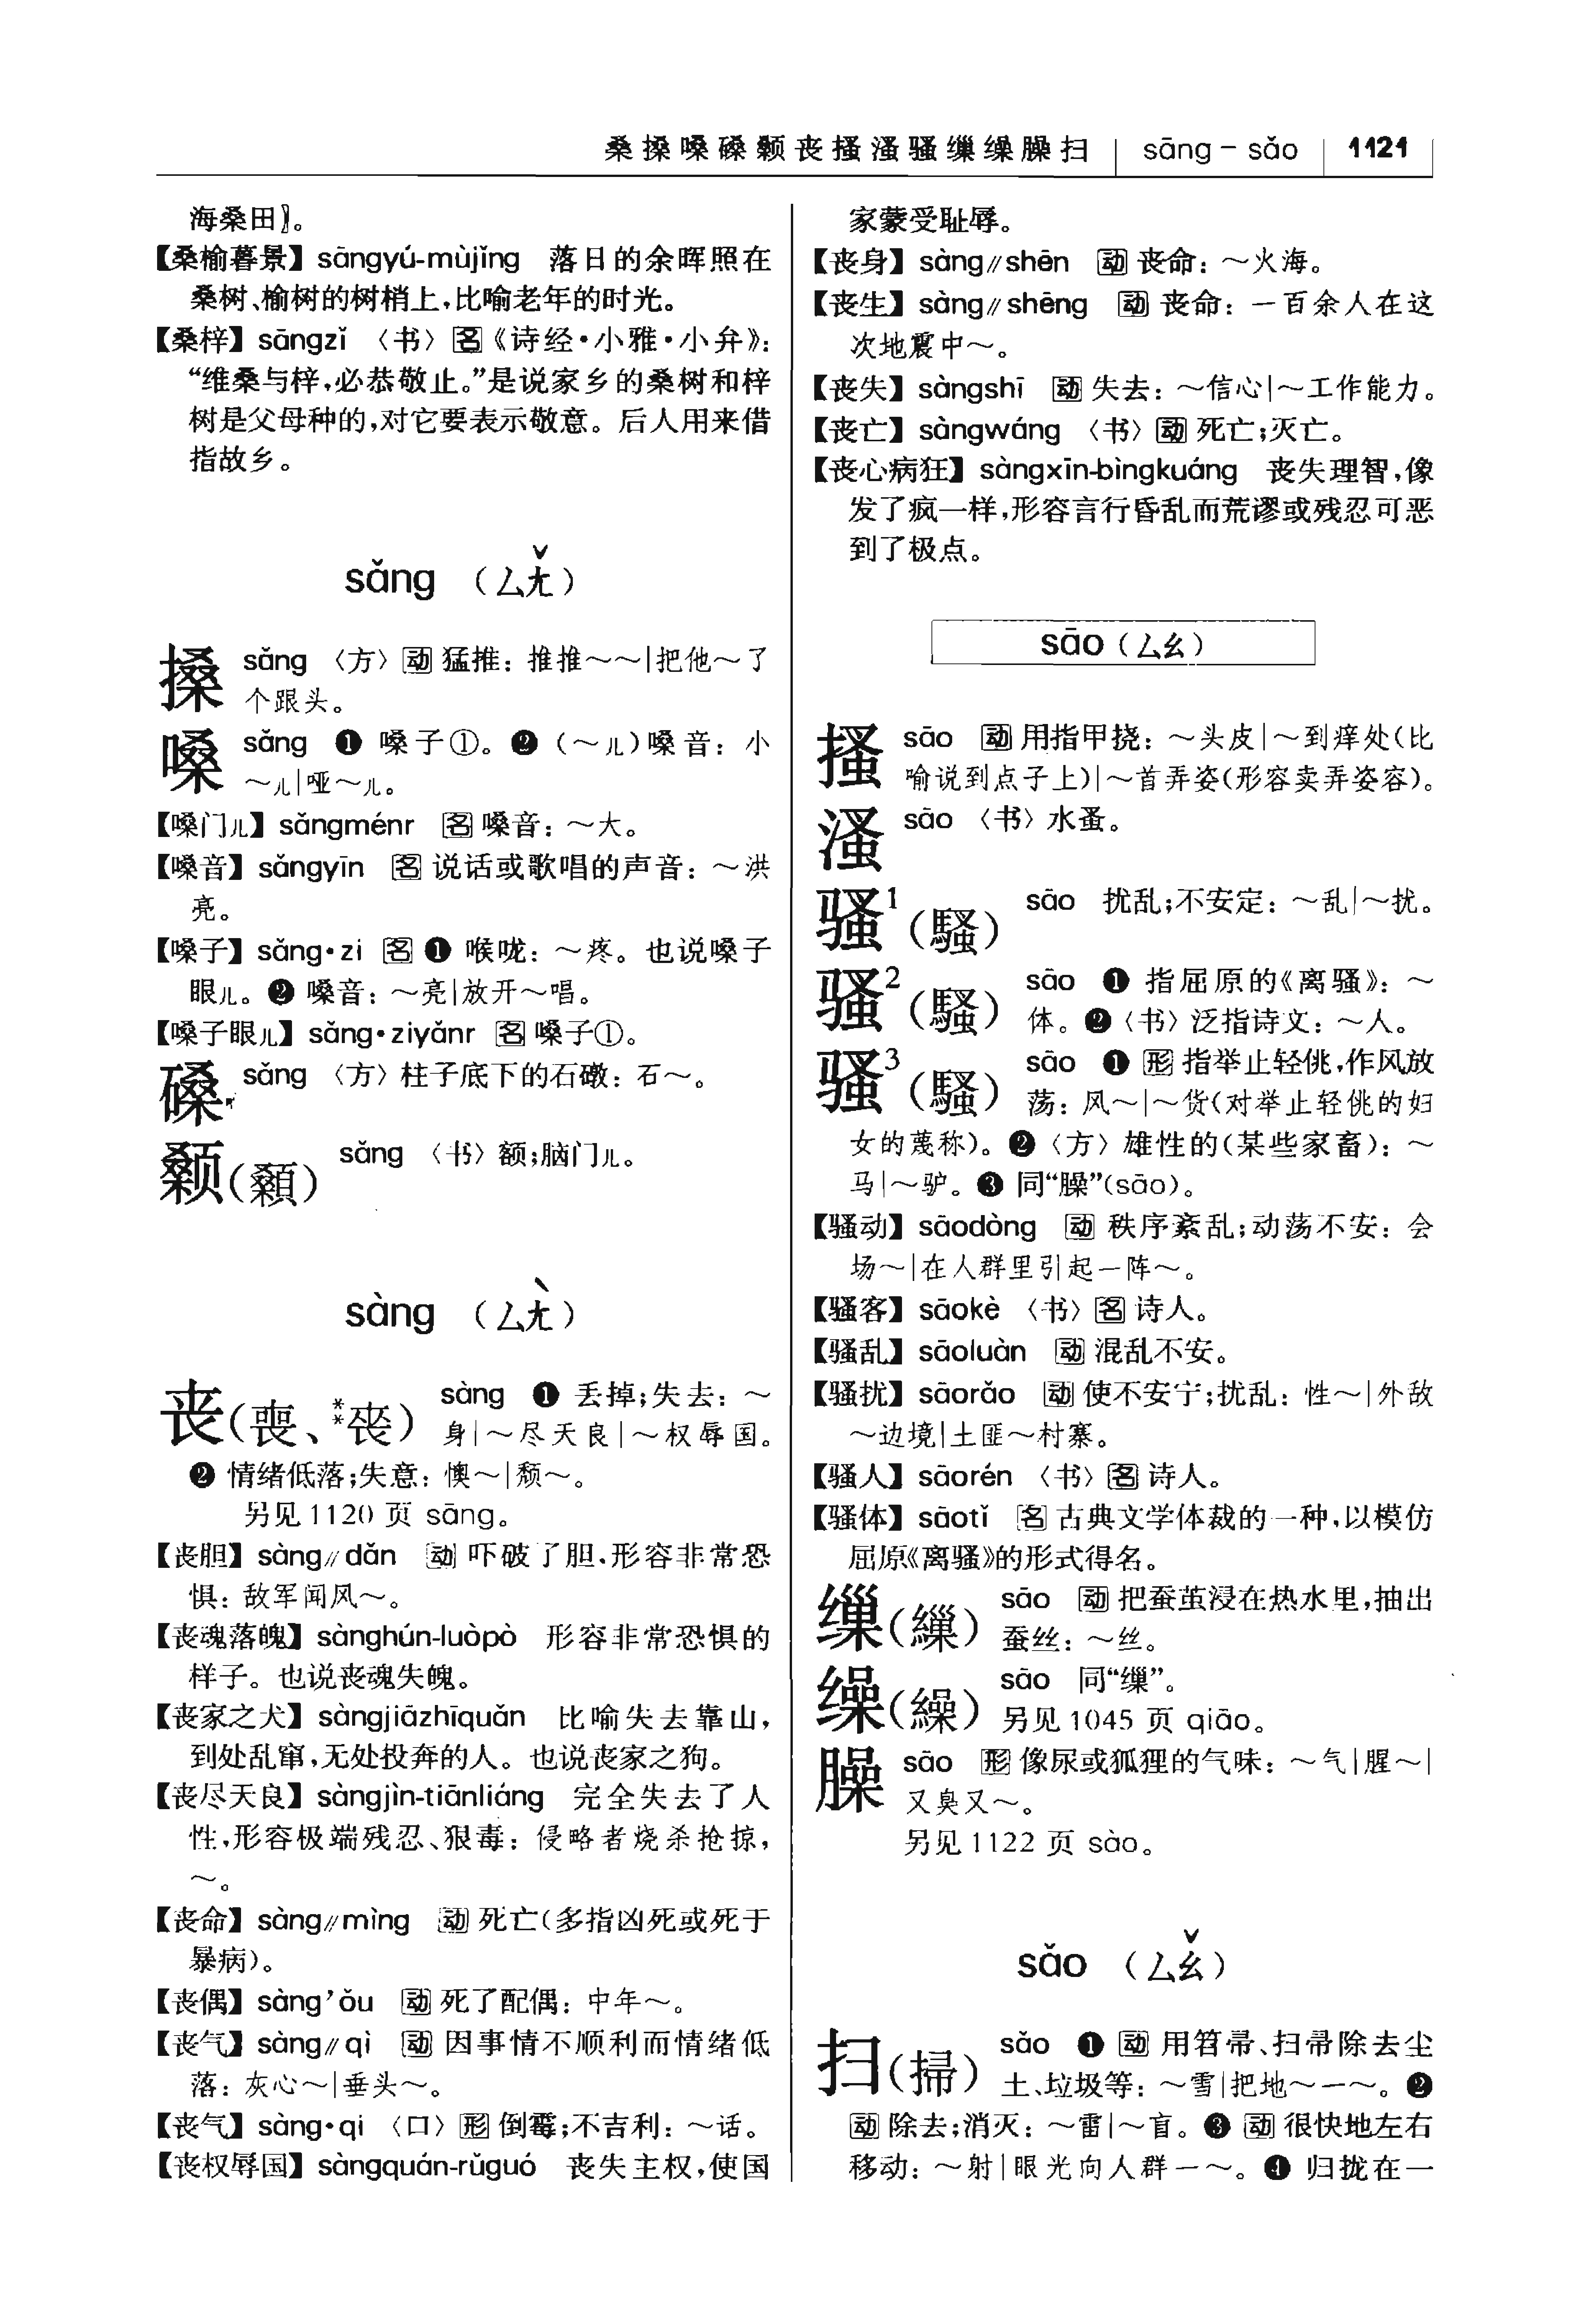 桑搡嗓磉颡丧搔溞骚缫缲臊扫 sāng – sǎo 1121
海桑田〗。
【桑榆暮景】sāngyú-mùjǐng 落日的余晖照在
桑树、榆树的树梢上,比喻老年的时光。
【桑梓】sāngzǐ 〈书〉名《诗经·小雅·小弁》:
“维桑与梓,必恭敬止。”是说家乡的桑树和梓
树是父母种的,对它要表示敬意。后人用来借
指故乡。
sǎng (ㄙㄤˇ)
搡 sǎng 〈方〉动 猛推: 推推～～|把他～了
个跟头。
嗓 sǎng ❶ 嗓子①。❷ (～儿)嗓音: 小
～儿|哑～儿。
【嗓门儿】sǎngménr 名 嗓音: ～大。
【嗓音】sǎngyīn 名 说话或歌唱的声音: ～洪
亮。
【嗓子】sǎng·zi 名 ❶ 喉咙: ～疼。也说嗓子
眼儿。❷ 嗓音: ～亮|放开～唱。
【嗓子眼儿】sǎng·ziyǎnr 名 嗓子①。
磉 sǎng 〈方〉柱子底下的石礅: 石～。
颡(顙) sǎng 〈书〉额;脑门儿。
sàng (ㄙㄤˋ)
丧(喪、**䘮) sàng ❶ 丢掉;失去: ～
身|～尽天良|～权辱国。
❷ 情绪低落;失意: 懊～|颓～。
另见1120 页 sāng。
【丧胆】sàng//dǎn 动 吓破了胆,形容非常恐
惧: 敌军闻风～。
【丧魂落魄】sànghún-luòpò 形容非常恐惧的
样子。也说丧魂失魄。
【丧家之犬】sàngjiāzhīquǎn 比喻失去靠山,
到处乱窜,无处投奔的人。也说丧家之狗。
【丧尽天良】sàngjìn-tiānliáng 完全失去了人
性,形容极端残忍、狠毒: 侵略者烧杀抢掠,
～。
【丧命】sàng//mìng 动 死亡(多指凶死或死于
暴病)。
【丧偶】sàng’ǒu 动 死了配偶: 中年～。
【丧气】sàng//qì 动 因事情不顺利而情绪低
落: 灰心～|垂头～。
【丧气】sàng·qi 〈口〉形 倒霉;不吉利: ～话。
【丧权辱国】sàngquán-rǔguó 丧失主权,使国
家蒙受耻辱。
【丧身】sàng//shēn 动 丧命: ～火海。
【丧生】sàng//shēng 动 丧命: 一百余人在这
次地震中～。
【丧失】sàngshī 动 失去: ～信心|～工作能力。
【丧亡】sàngwáng 〈书〉动 死亡;灭亡。
【丧心病狂】sàngxīn-bìngkuáng 丧失理智,像
发了疯一样,形容言行昏乱而荒谬或残忍可恶
到了极点。
sāo (ㄙㄠ)
搔 sāo 动 用指甲挠: ～头皮|～到痒处(比
喻说到点子上)|～首弄姿(形容卖弄姿容)。
溞 sāo 〈书〉水蚤。
骚1(騷) sāo 扰乱;不安定: ～乱|～扰。
骚2(騷) sāo ❶ 指屈原的《离骚》: ～
体。❷〈书〉泛指诗文: ～人。
骚3(騷) sāo ❶ 形 指举止轻佻,作风放
荡: 风～|～货(对举止轻佻的妇
女的蔑称)。❷〈方〉雄性的(某些家畜): ～
马|～驴。❸ 同“臊”(sāo)。
【骚动】sāodòng 动 秩序紊乱;动荡不安: 会
场～|在人群里引起一阵～。
【骚客】sāokè 〈书〉名 诗人。
【骚乱】sāoluàn 动 混乱不安。
【骚扰】sāorǎo 动 使不安宁;扰乱: 性～|外敌
～边境|土匪～村寨。
【骚人】sāorén 〈书〉名 诗人。
【骚体】sāotǐ 名 古典文学体裁的一种,以模仿
屈原《离骚》的形式得名。
缫(繅) sāo 动 把蚕茧浸在热水里,抽出
蚕丝: ～丝。
缲(繰) sāo 同“缫”。
另见1045 页 qiāo。
臊 sāo 形 像尿或狐狸的气味: ～气|腥～|
又臭又～。
另见1122 页 sào。
sǎo (ㄙㄠˇ)
扫(掃) sǎo ❶ 动 用笤帚、扫帚除去尘
土、垃圾等: ～雪|把地～一～。❷
动 除去;消灭: ～雷|～盲。❸ 动 很快地左右
移动: ～射|眼光向人群一～。❹ 归拢在一